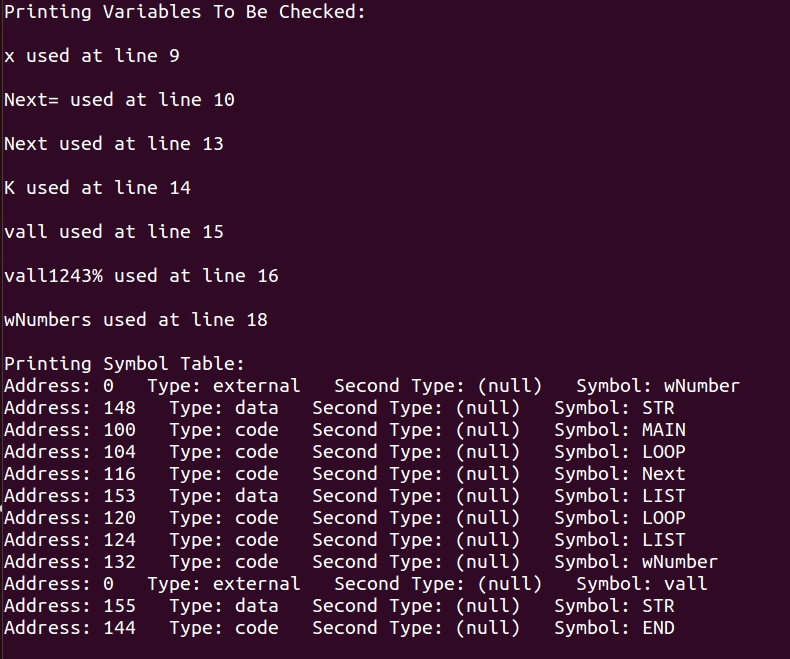 Printing Variables To Be Checked:
x used at line 9
Next= used at line 10
Next used at line 13
K used at line 14
vall used at line 15
vall1243% used at line 16
wNumbers used at line 18
Printing Symbol Table:
Address: 0   Type: external   Second Type: (null)   Symbol: wNumber
Address: 148   Type: data   Second Type: (null)   Symbol: STR
Address: 100   Type: code   Second Type: (null)   Symbol: MAIN
Address: 104   Type: code   Second Type: (null)   Symbol: LOOP
Address: 116   Type: code   Second Type: (null)   Symbol: Next
Address: 153   Type: data   Second Type: (null)   Symbol: LIST
Address: 120   Type: code   Second Type: (null)   Symbol: LOOP
Address: 124   Type: code   Second Type: (null)   Symbol: LIST
Address: 132   Type: code   Second Type: (null)   Symbol: wNumber
Address: 0   Type: external   Second Type: (null)   Symbol: vall
Address: 155   Type: data   Second Type: (null)   Symbol: STR
Address: 144   Type: code   Second Type: (null)   Symbol: END